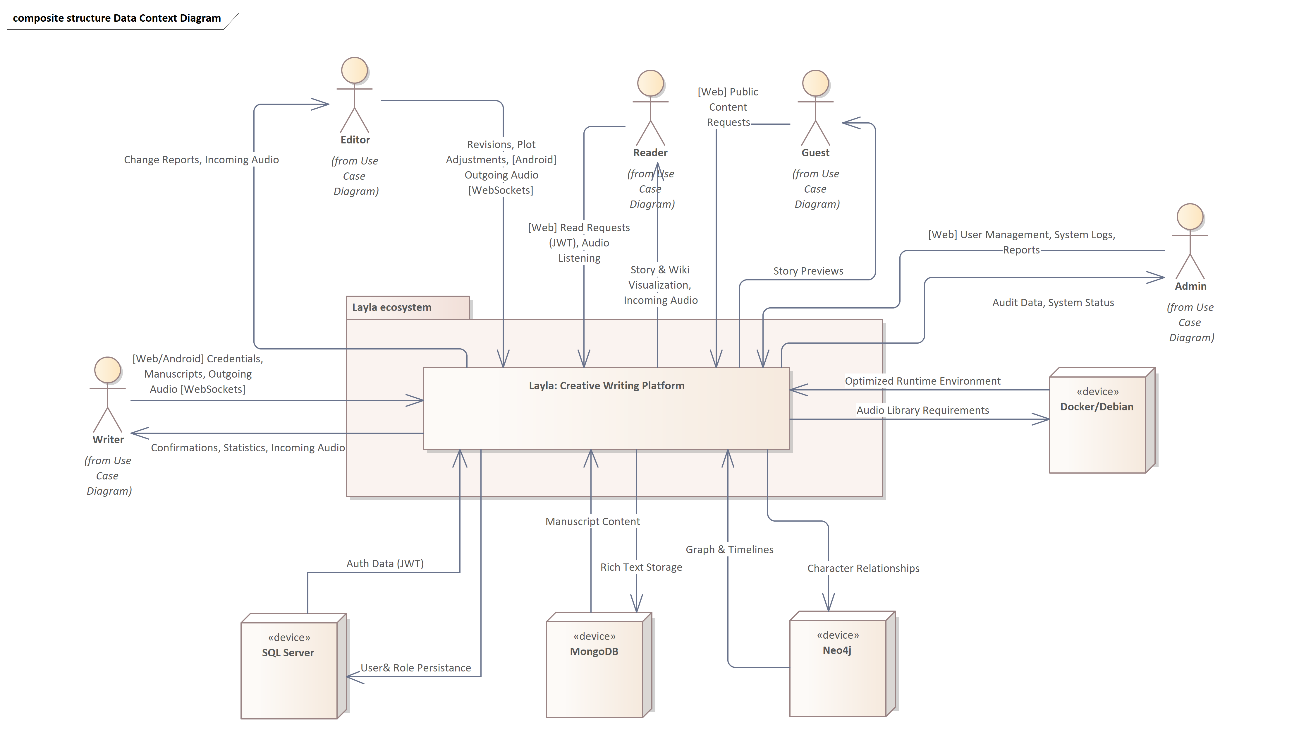 composite structure Data Context Diagram
Editor
(from Use
Case
Diagram)
Change Reports, Incoming Audio
Revisions, Plot
Adjustments, [Android]
Outgoing Audio
[WebSockets]
Reader
(from Use
Case
Diagram)
[Web] Read Requests
(JWT), Audio
Listening
Story & Wiki
Visualization,
Incoming Audio
[Web] Public
Content
Requests
Guest
(from Use
Case
Diagram)
Story Previews
[Web] User Management, System Logs,
Reports
Audit Data, System Status
Admin
(from Use
Case
Diagram)
Layla ecosystem
Layla: Creative Writing Platform
[Web/Android] Credentials,
Manuscripts, Outgoing
Audio [WebSockets]
Writer
(from Use
Case
Diagram)
Confirmations, Statistics, Incoming Audio
Optimized Runtime Environment
Audio Library Requirements
«device»
Docker/Debian
Auth Data (JWT)
User& Role Persistance
«device»
SQL Server
Manuscript Content
Rich Text Storage
«device»
MongoDB
Graph & Timelines
Character Relationships
«device»
Neo4j